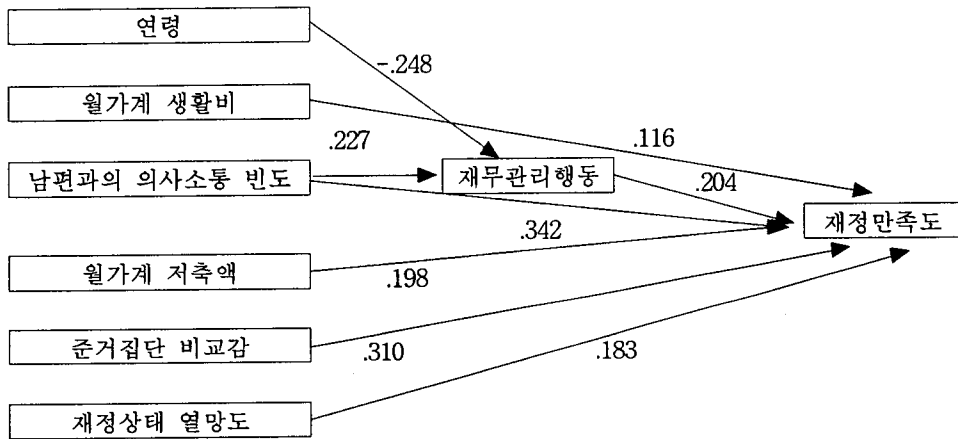 연령
-.248
월가계 생활비
.116
.227
남편과의 의사소통 빈도
재무관리행동
.204
재정만족도
.342
월가계 저축액
.198
준거집단 비교감
.310
.183
재정상태 열망도